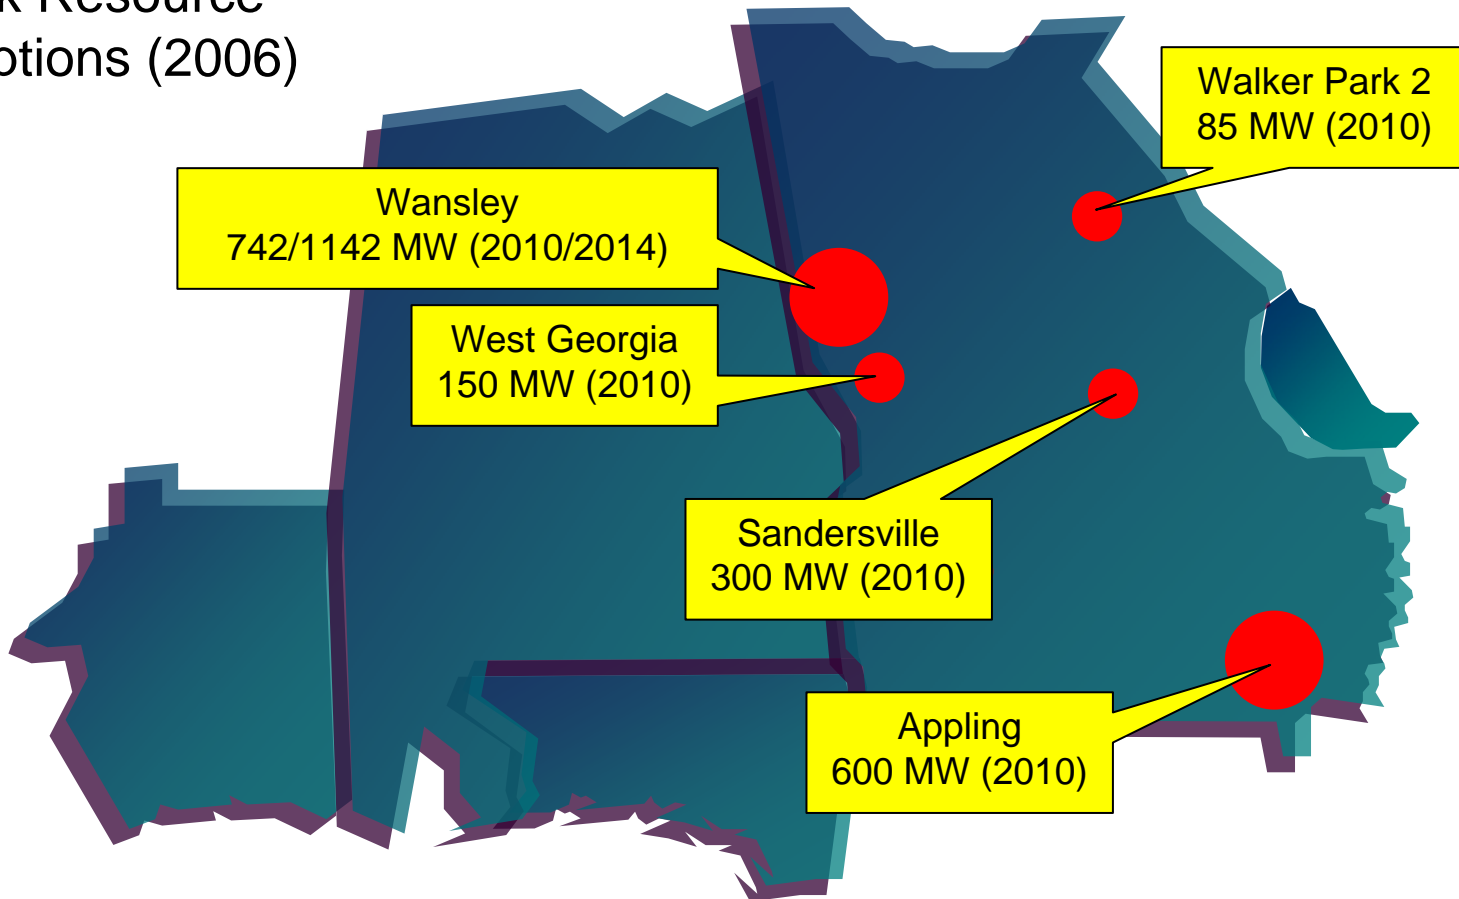 Resource
(2006)
Walker Park 2
85 MW (2010)
Wansley
742/1142 MW (2010/2014)
West Georgia
150 MW (2010)
Sandersville
300 MW (2010)
Appling
600 MW (2010)